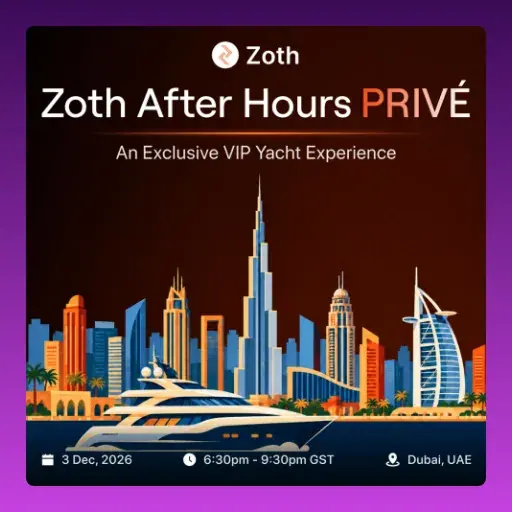 Zoth
Zoth After Hours PRIVÉ
An Exclusive VIP Yacht Experience
3 Dec, 2026
6:30pm - 9:30pm GST
Dubai, UAE